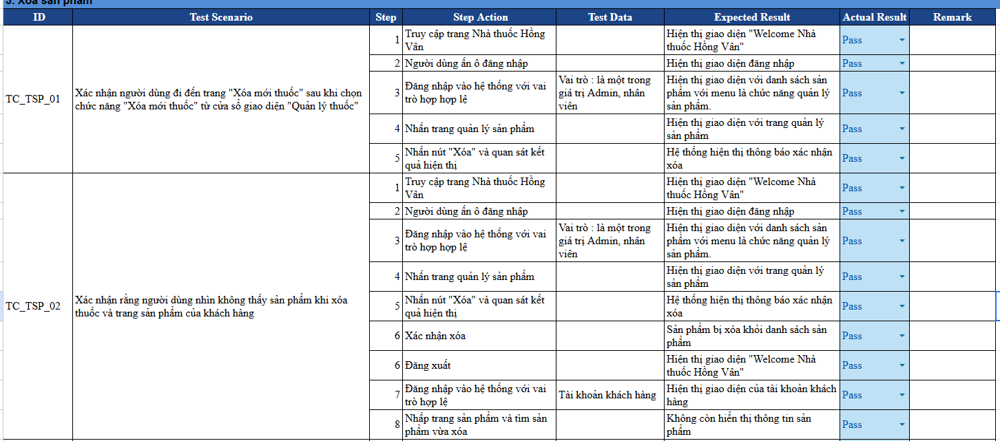 3. Xóa sản phẩm
ID Test Scenario Step Step Action Test Data Expected Result Actual Result Remark
TC_TSP_01
Xác nhận người dùng đi đến trang "Xóa mới thuốc" sau khi chọn
chức năng "Xóa mới thuốc" từ cửa sổ giao diện "Quản lý thuốc"
1
Truy cập trang Nhà thuốc Hồng
Vân
Hiện thị giao diện "Welcome Nhà
thuốc Hồng Vân"
Pass
2 Người dùng ấn ô đăng nhập Hiện thị giao diện đăng nhập Pass
3
Đăng nhập vào hệ thống với vai
trò hợp hợp lệ
Vai trò : là một trong
giá trị Admin, nhân
viên
Hiện thị giao diện với danh sách sản
phẩm với menu là chức năng quản lý
sản phẩm.
Pass
4 Nhấn trang quản lý sản phẩm
Hiện thị giao diện với trang quản lý
sản phẩm
Pass
5
Nhấn nút "Xóa" và quan sát kết
quả hiện thị
Hệ thống hiện thị thông báo xác nhận
xóa
Pass
TC_TSP_02
Xác nhận rằng người dùng nhìn không thấy sản phẩm khi xóa
thuốc và trang sản phẩm của khách hàng
1
Truy cập trang Nhà thuốc Hồng
Vân
Hiện thị giao diện "Welcome Nhà
thuốc Hồng Vân"
Pass
2 Người dùng ấn ô đăng nhập Hiện thị giao diện đăng nhập Pass
3
Đăng nhập vào hệ thống với vai
trò hợp hợp lệ
Vai trò : là một trong
giá trị Admin, nhân
viên
Hiện thị giao diện với danh sách sản
phẩm với menu là chức năng quản lý
sản phẩm.
Pass
4 Nhấn trang quản lý sản phẩm
Hiện thị giao diện với trang quản lý
sản phẩm
Pass
5
Nhấn nút "Xóa" và quan sát kết
quả hiện thị
Hệ thống hiện thị thông báo xác nhận
xóa
Pass
6 Xác nhận xóa
Sản phẩm bị xóa khỏi danh sách sản
phẩm
Pass
6 Đăng xuất
Hiện thị giao diện "Welcome Nhà
thuốc Hồng Vân"
Pass
7
Đăng nhập vào hệ thống với vai
trò hợp lệ
Tài khoản khách hàng
Hiện thị giao diện của tài khoản khách
hàng
Pass
8
Nhấp trang sản phẩm và tìm sản
phẩm vừa xóa
Không còn hiển thị thông tin sản
phẩm
Pass